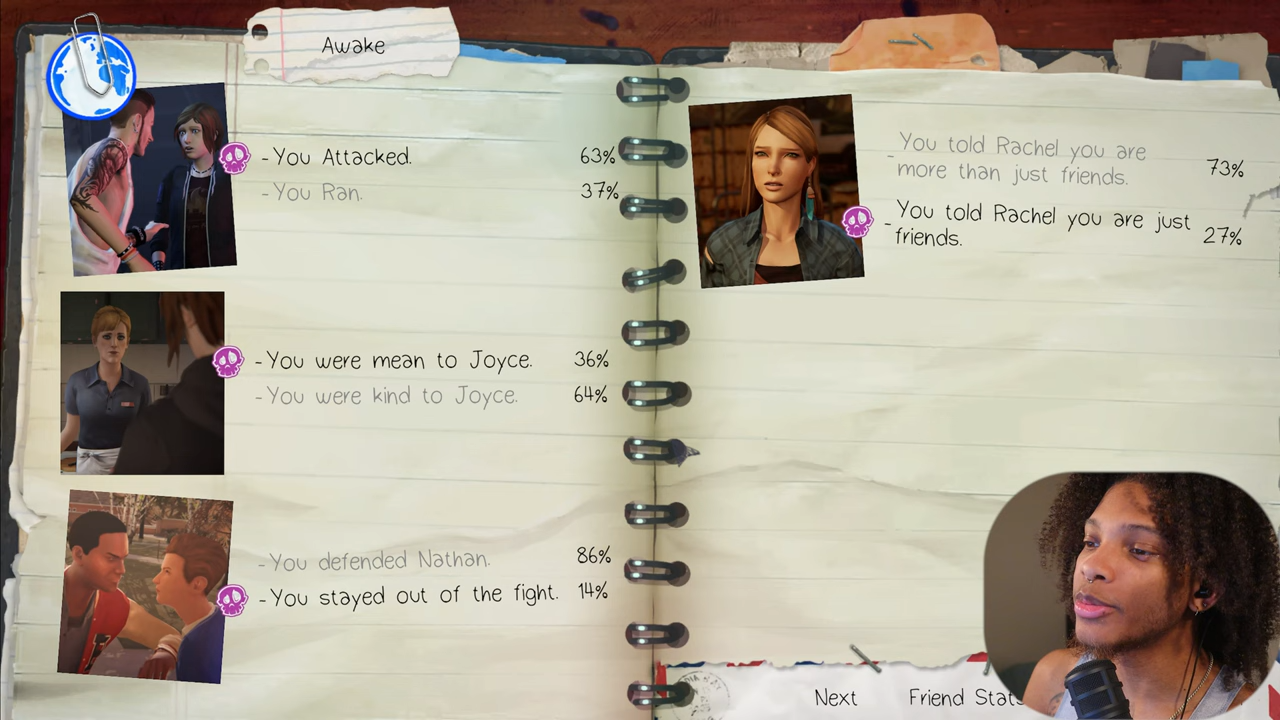 Awake
-You Attacked. 63%
-You Ran. 37%
-You were mean to Joyce. 36%
-You were kind to Joyce. 64%
-You defended Nathan. 86%
-You stayed out of the fight. 14%
-You told Rachel you are
more than just friends. 73%
-You told Rachel you are just
friends. 27%
Next Friend Stats